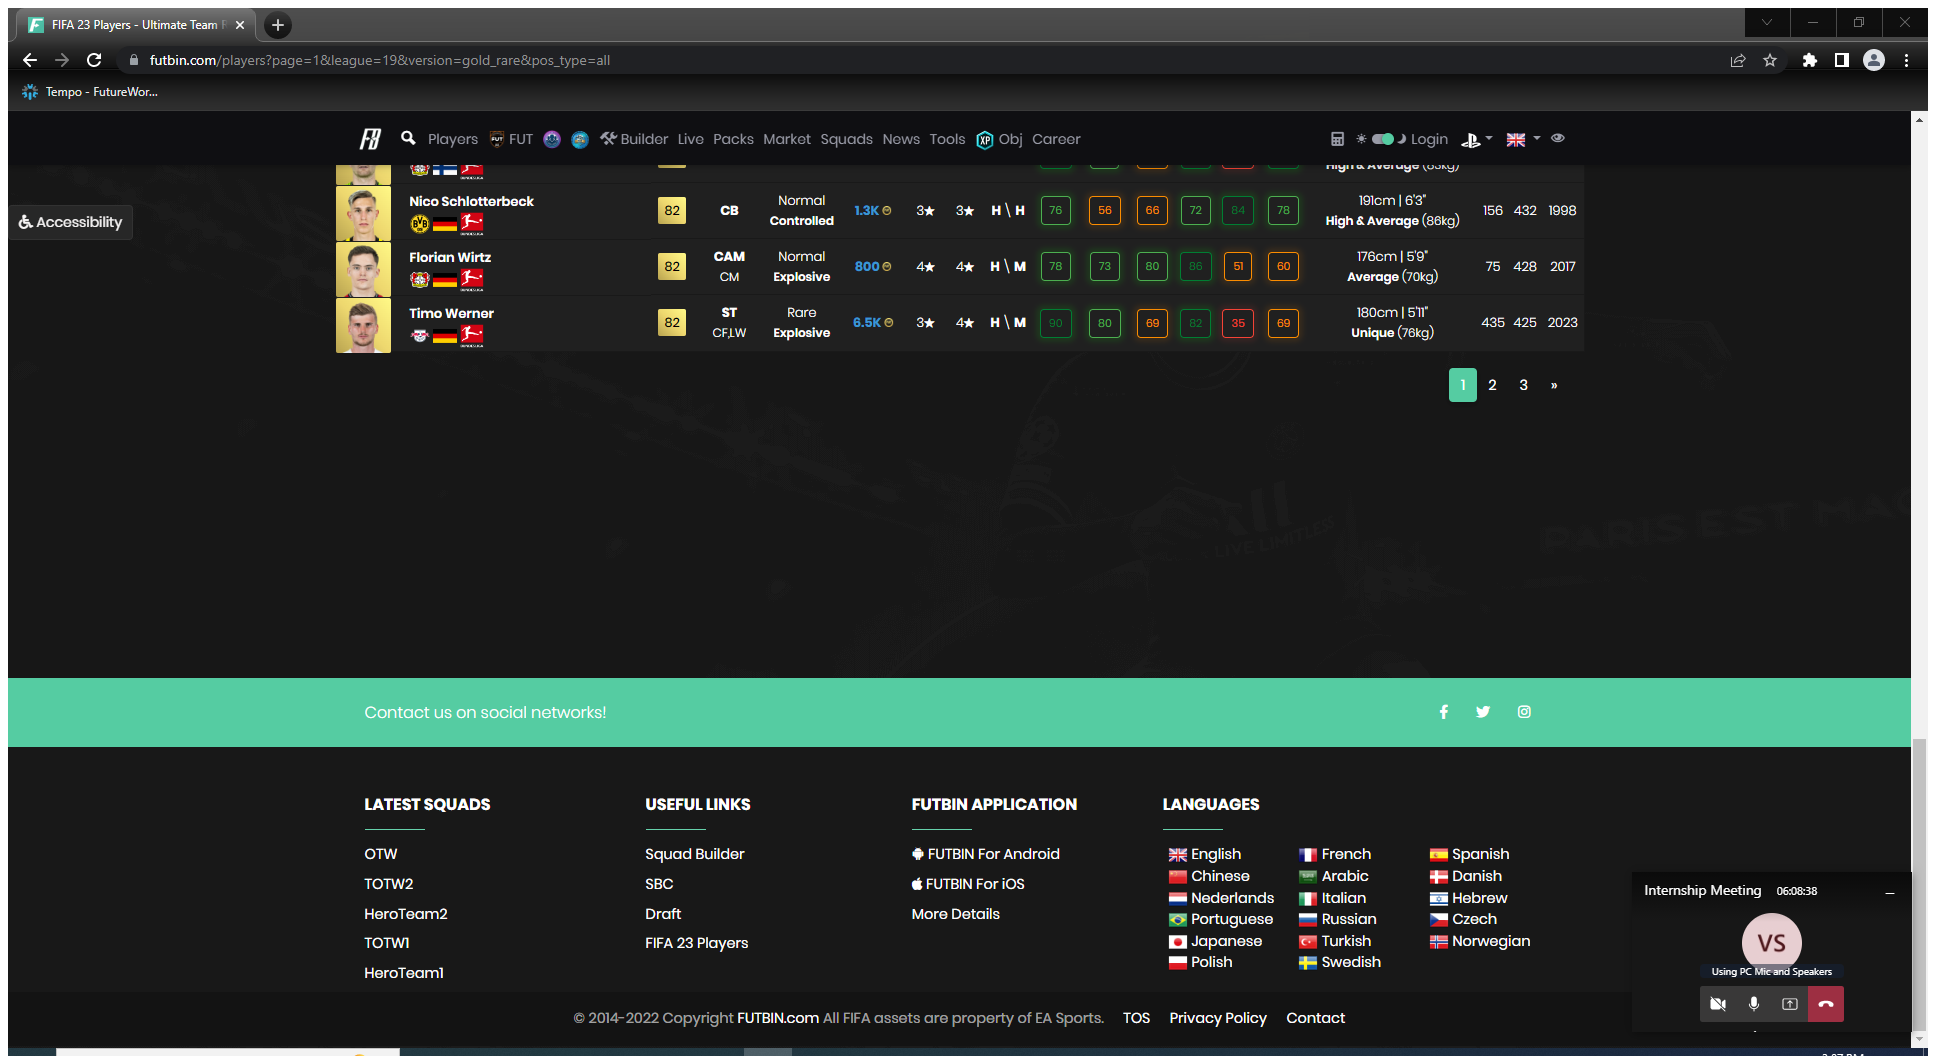 FIFA 23 Players - Ultimate Team F
futbin.com/players?page=1&league=19&version=gold_rare&pos_type=all
Tempo - FutureWor...
Players FUT Builder Live Packs Market Squads News Tools XP Obj Career Login
High & Average (83kg)
Accessibility
Nico Schlotterbeck
82 CB Normal 1.3K 3★ 3★ H \ H 76 56 66 72 84 78 191cm | 6'3" 156 432 1998
Controlled High & Average (86kg)
Florian Wirtz
82 CAM Normal 800 4★ 4★ H \ M 78 73 80 86 51 60 176cm | 5'9" 75 428 2017
CM Explosive Average (70kg)
Timo Werner
82 ST Rare 6.5K 3★ 4★ H \ M 90 80 69 82 35 69 180cm | 5'11" 435 425 2023
CF,LW Explosive Unique (76kg)
1 2 3 »
Contact us on social networks!
LATEST SQUADS
OTW
TOTW2
HeroTeam2
TOTW1
HeroTeam1
USEFUL LINKS
Squad Builder
SBC
Draft
FIFA 23 Players
FUTBIN APPLICATION
FUTBIN For Android
FUTBIN For iOS
More Details
LANGUAGES
English French Spanish
Chinese Arabic Danish
Nederlands Italian Hebrew
Portuguese Russian Czech
Japanese Turkish Norwegian
Polish Swedish
Internship Meeting 06:08:38
VS
Using PC Mic and Speakers
© 2014-2022 Copyright FUTBIN.com All FIFA assets are property of EA Sports. TOS Privacy Policy Contact